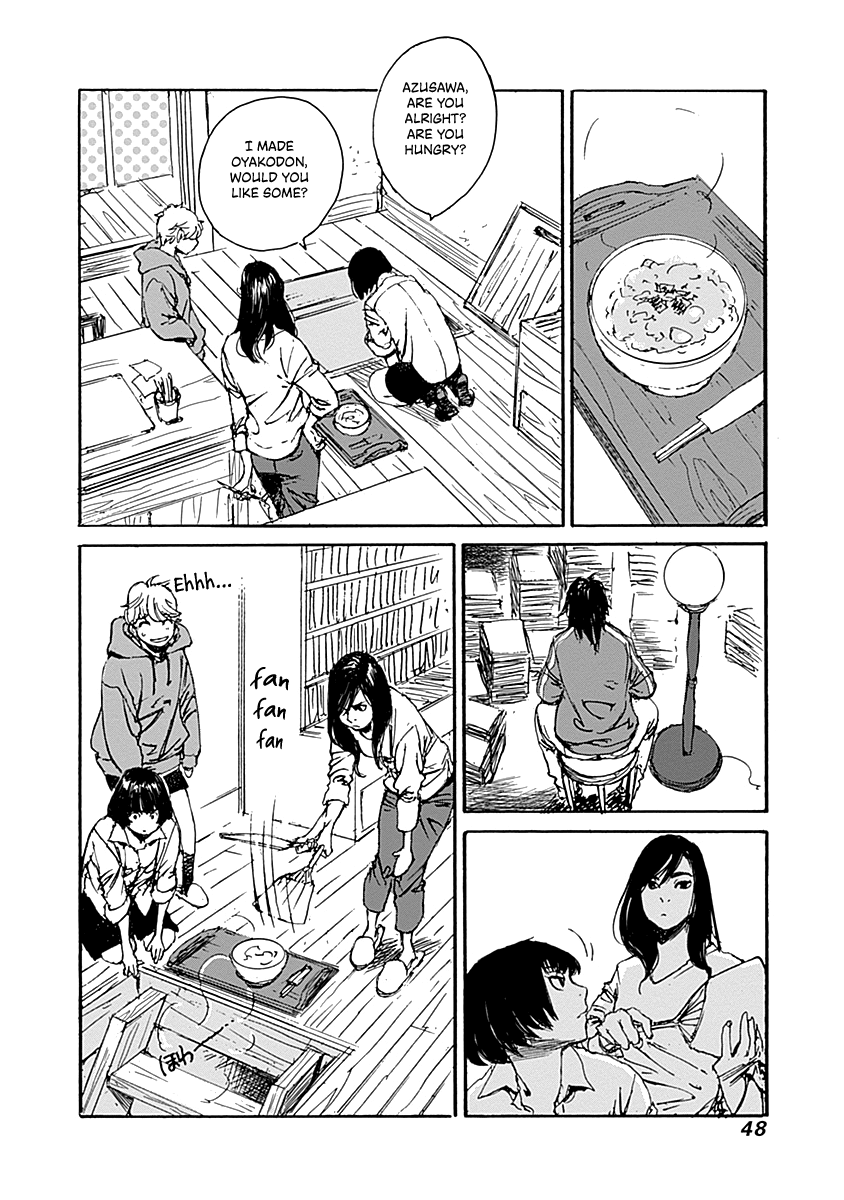 AZUSAWA,
ARE YOU
ALRIGHT?
ARE YOU
HUNGRY?
I MADE
OYAKODON,
WOULD YOU
LIKE SOME?
Ehhh...
fan
fan
fan
ほわー
48